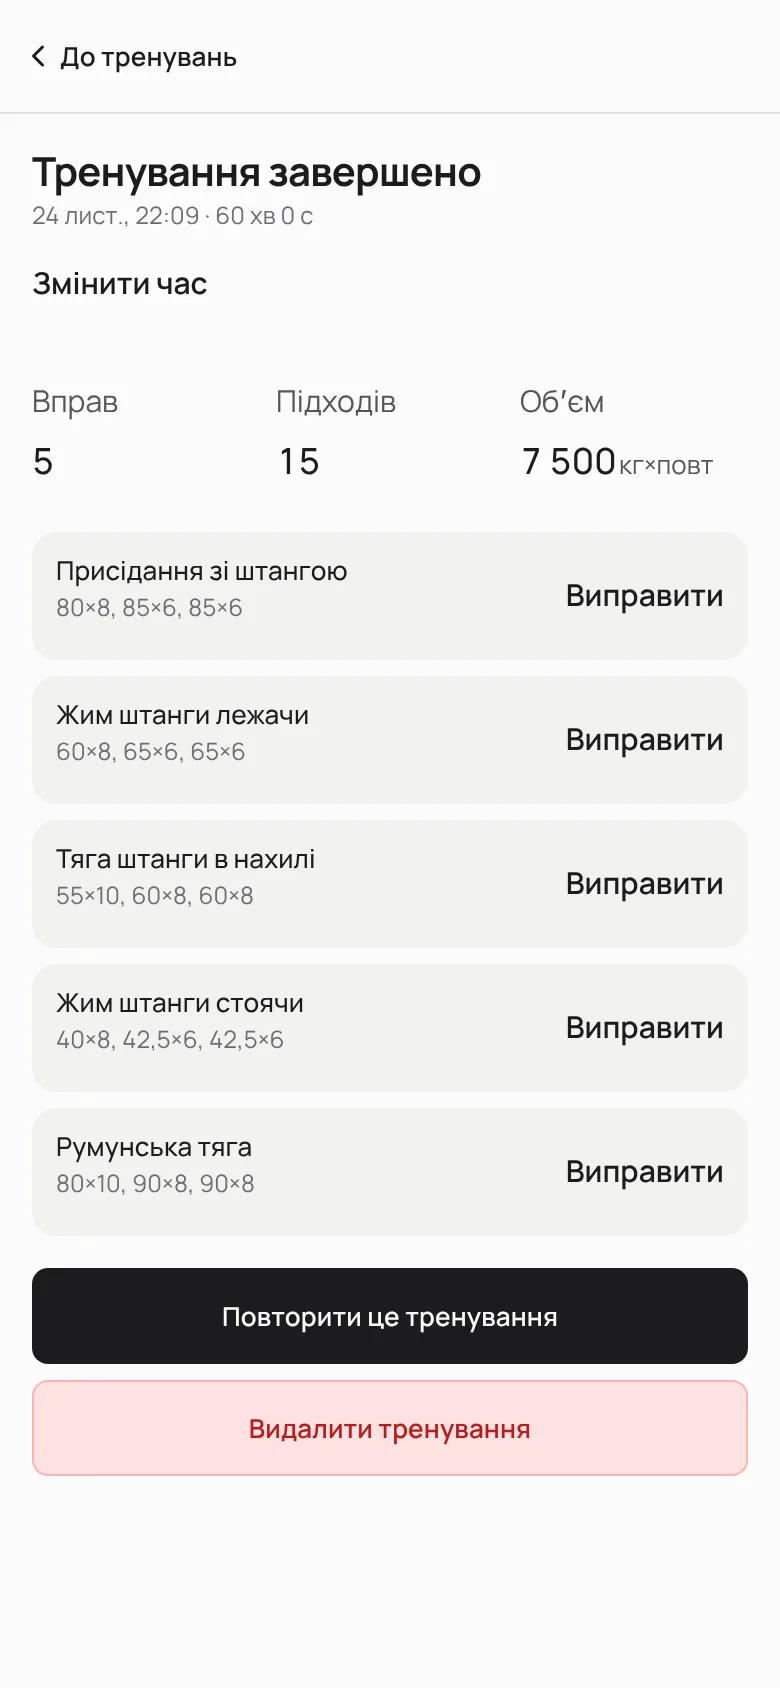 До тренувань
Тренування завершено
24 лист., 22:09 · 60 хв 0 с
Змінити час
Вправ
Підходів
Обʼєм
5
15
7 500 кг×повт
Присідання зі штангою
80×8, 85×6, 85×6
Виправити
Жим штанги лежачи
60×8, 65×6, 65×6
Виправити
Тяга штанги в нахилі
55×10, 60×8, 60×8
Виправити
Жим штанги стоячи
40×8, 42,5×6, 42,5×6
Виправити
Румунська тяга
80×10, 90×8, 90×8
Виправити
Повторити це тренування
Видалити тренування